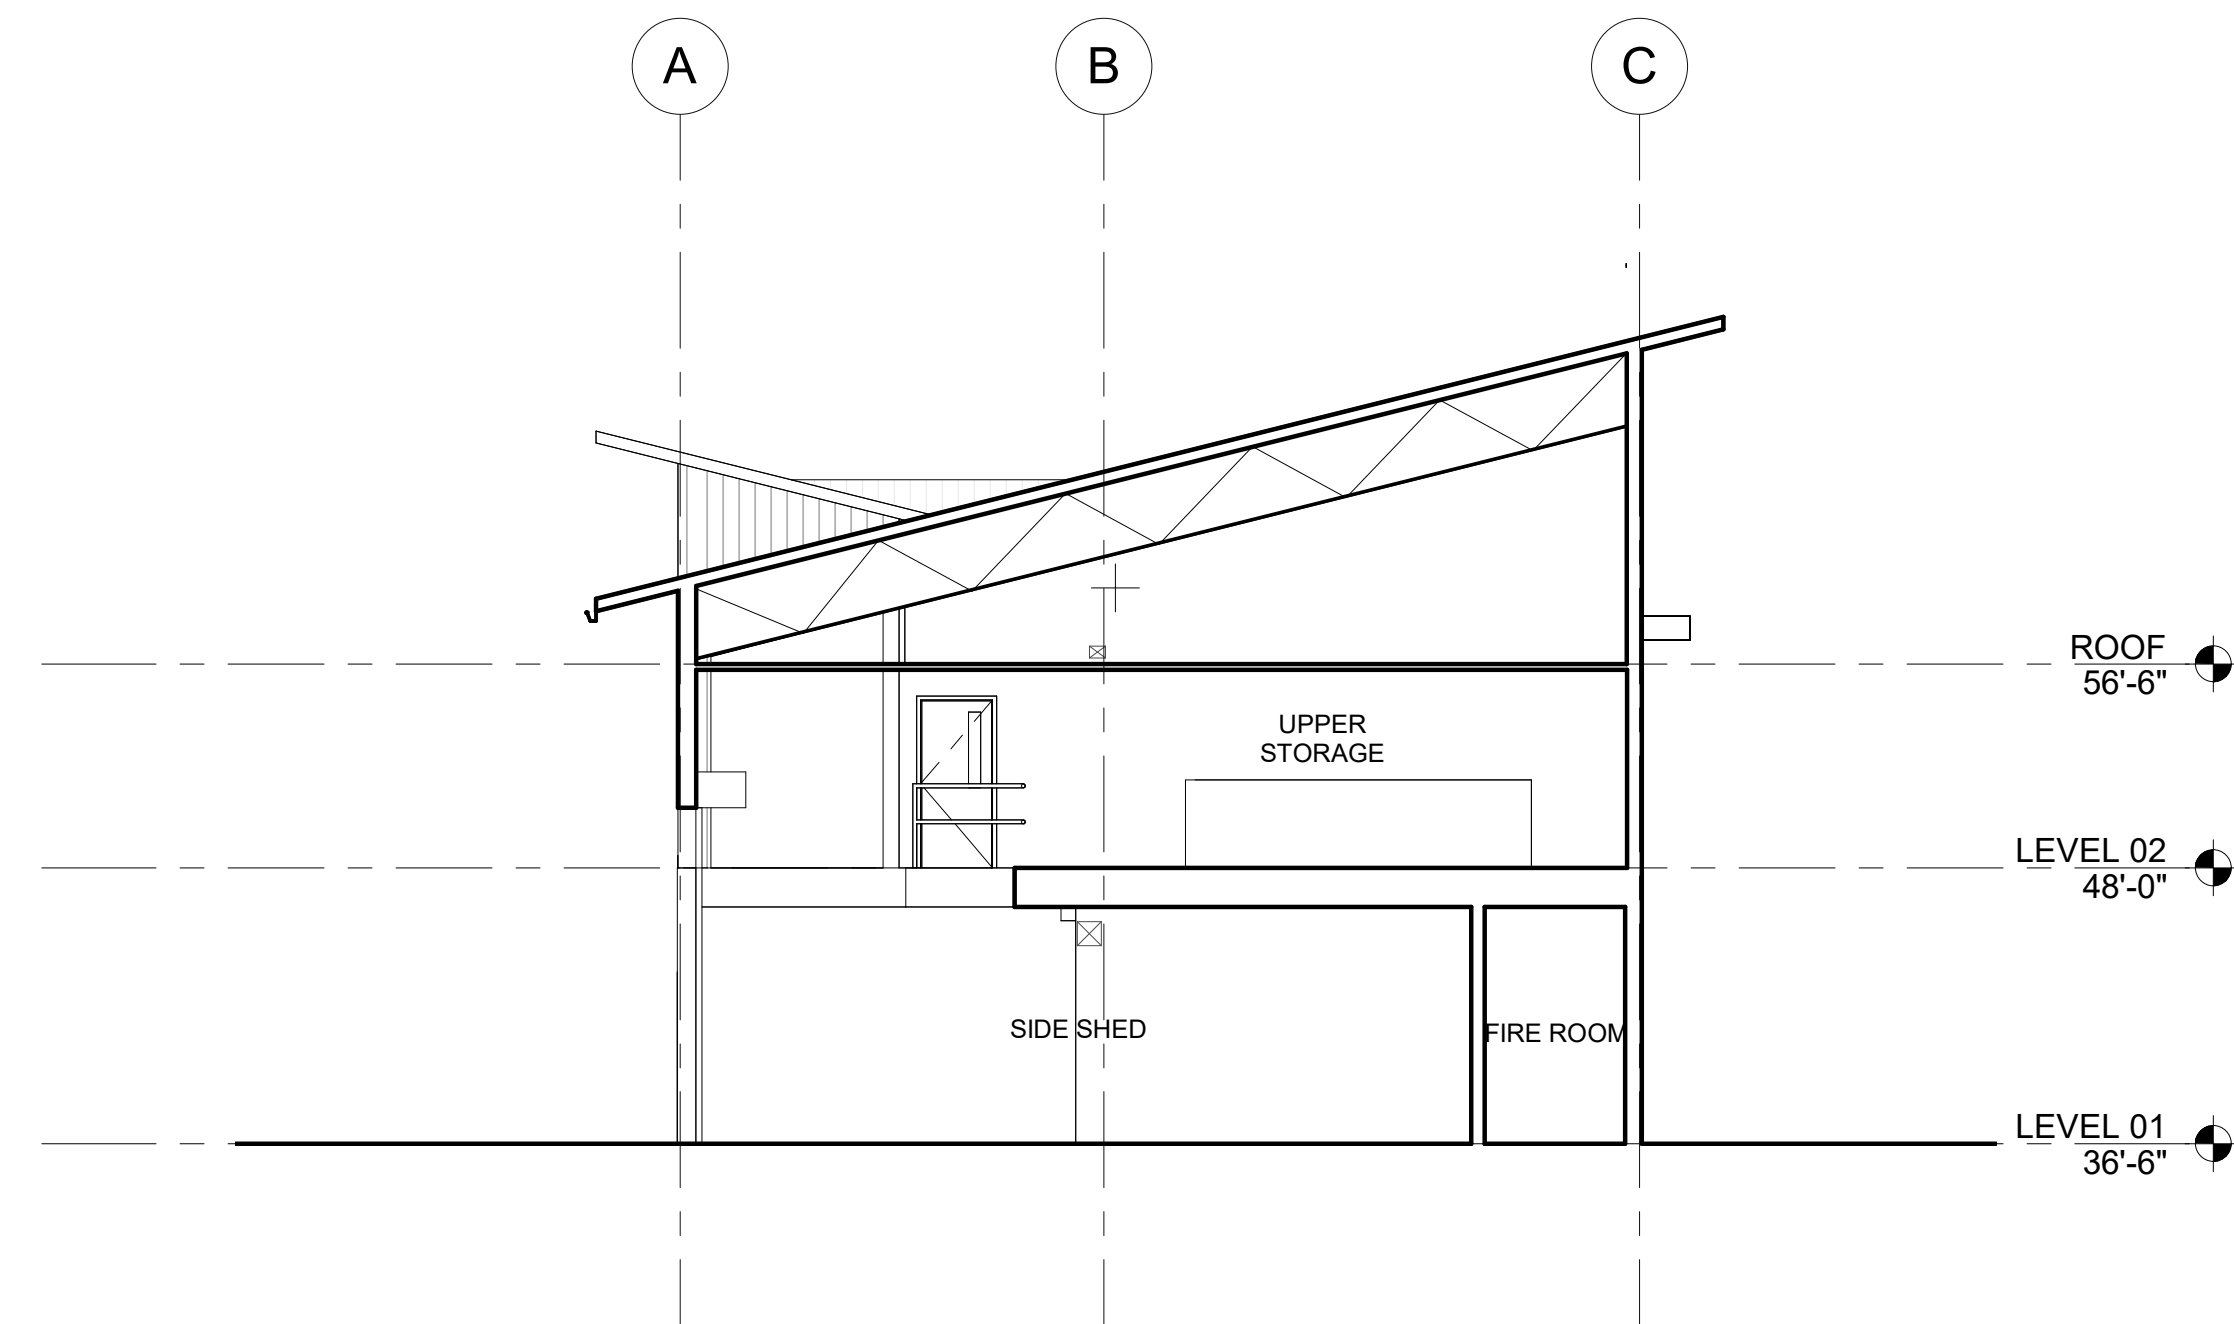 A
B
C
ROOF
56'-6"
UPPER
STORAGE
LEVEL 02
48'-0"
SIDE SHED
FIRE ROOM
LEVEL 01
36'-6"